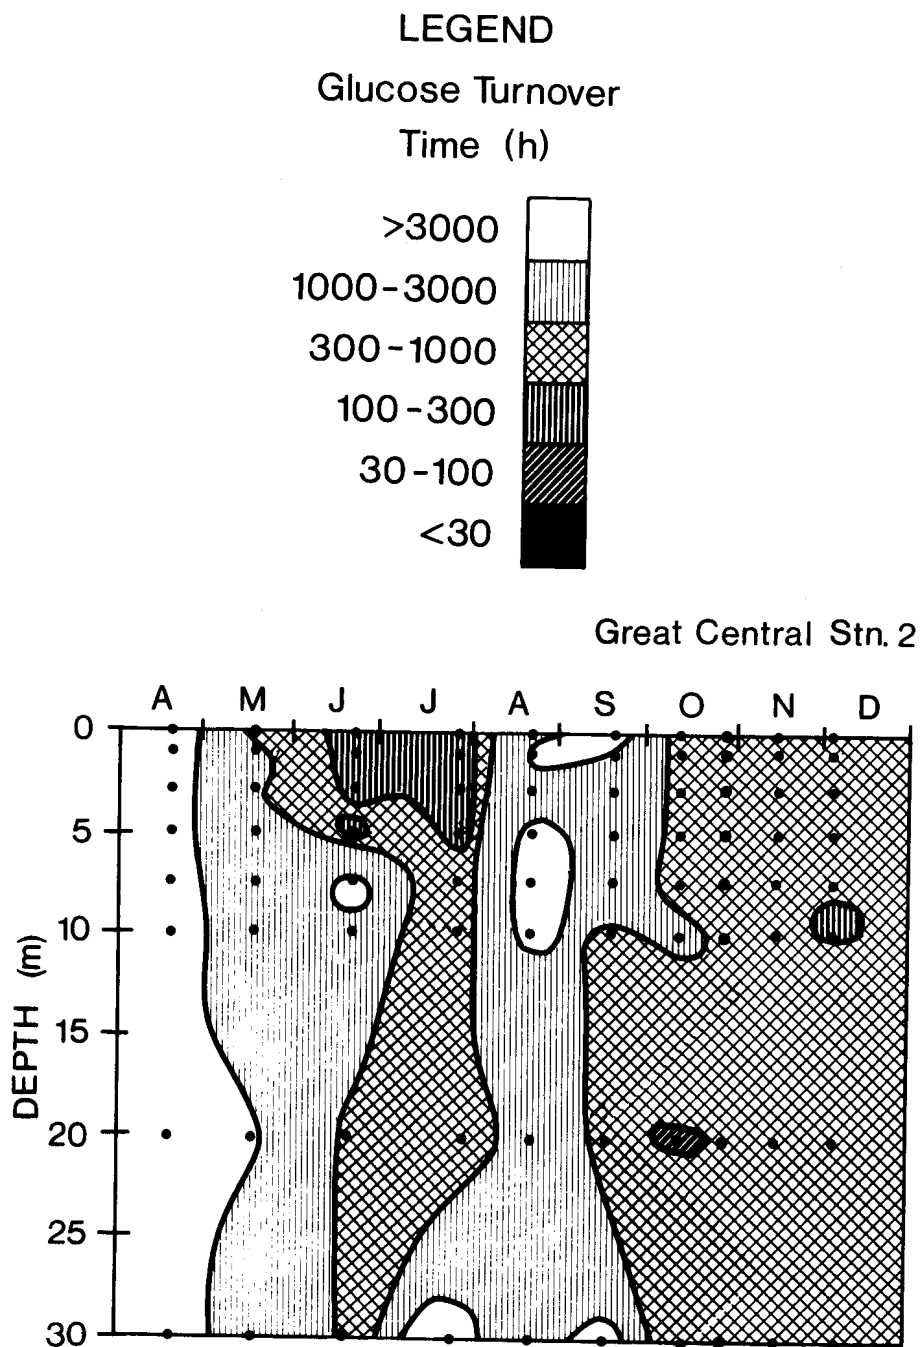 LEGEND
Glucose Turnover
Time (h)
>3000
1000-3000
300-1000
100-300
30-100
<30
Great Central Stn. 2
A M J J A S O N D
0
5
10
15
20
25
30
DEPTH (m)